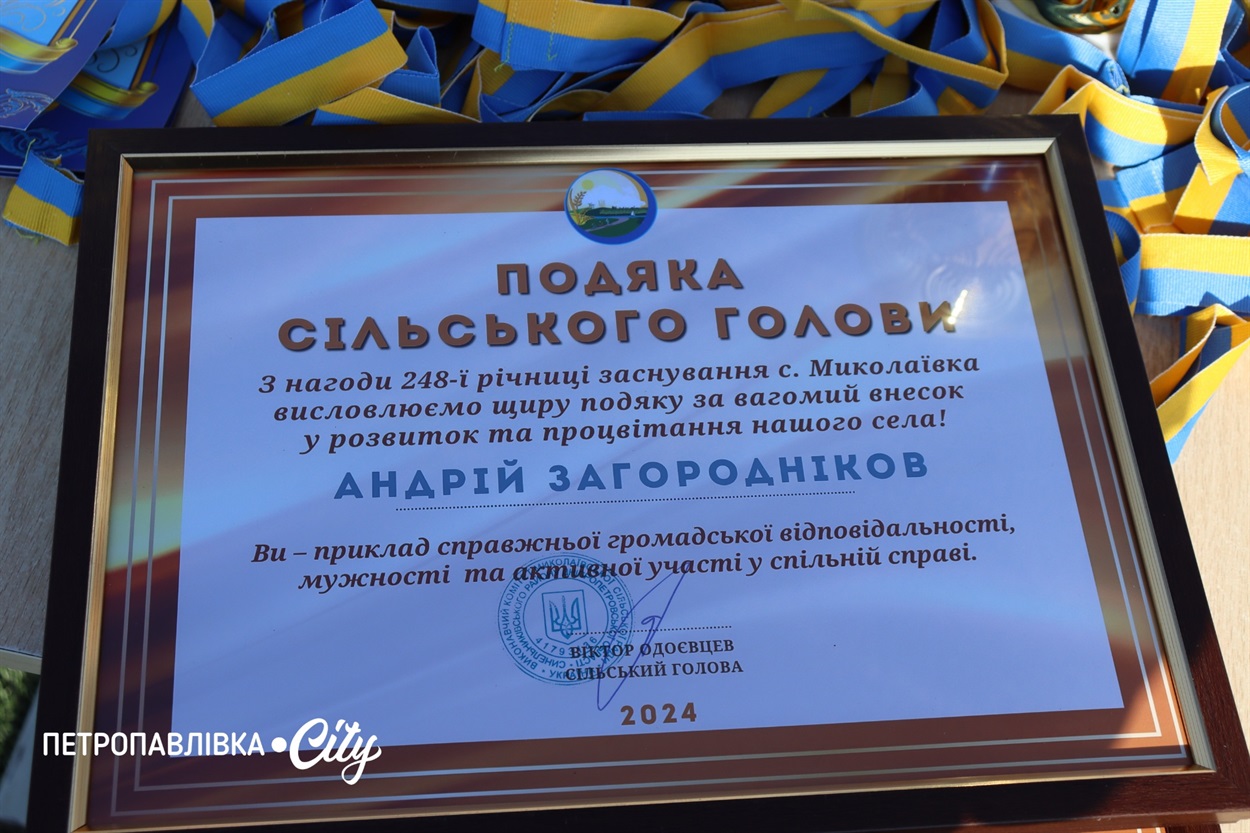 ПОДЯКА
СІЛЬСЬКОГО ГОЛОВИ
З нагоди 248-ї річниці заснування с. Миколаївка
висловлюємо щиру подяку за вагомий внесок
у розвиток та процвітання нашого села!
АНДРІЙ ЗАГОРОДНІКОВ
Ви – приклад справжньої громадської відповідальності,
мужності та активної участі у спільній справі.
ВІКТОР ОДОЄВЦЕВ
СІЛЬСЬКИЙ ГОЛОВА
2024
ПЕТРОПАВЛІВКА City